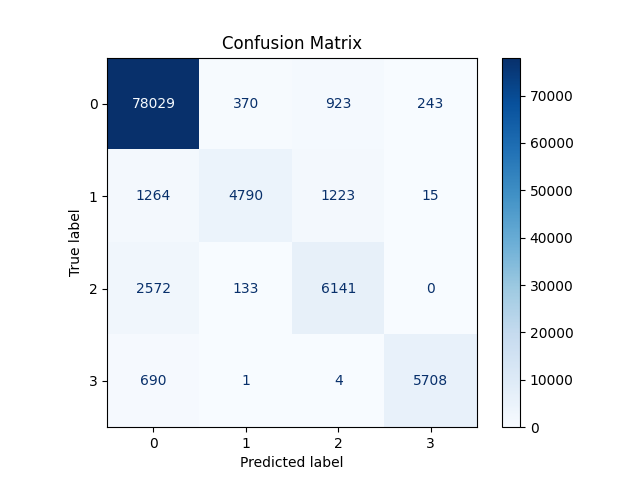 Confusion Matrix
True label
0 78029 370 923 243
1 1264 4790 1223 15
2 2572 133 6141 0
3 690 1 4 5708
0 1 2 3
Predicted label
70000
60000
50000
40000
30000
20000
10000
0